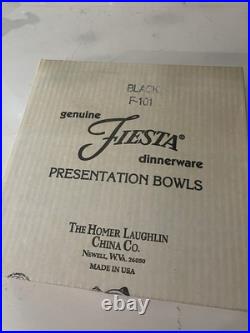 BLACK
F-101
genuine
FIESTA®
dinnerware
PRESENTATION BOWLS
THE HOMER LAUGHLIN
CHINA CO.
NEWELL, W.VA. 26050
MADE IN USA